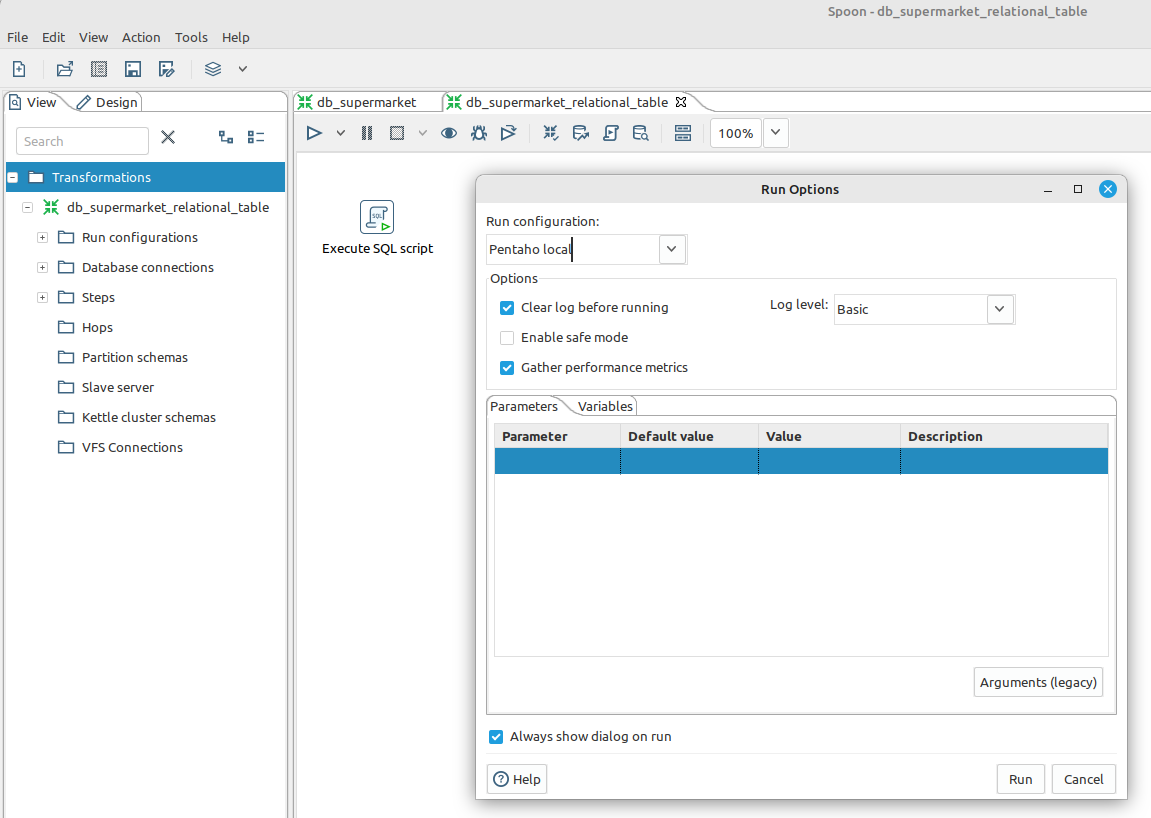 Spoon - db_supermarket_relational_table
File Edit View Action Tools Help
View Design
db_supermarket db_supermarket_relational_table
Search
100%
Transformations
db_supermarket_relational_table
Run configurations
Database connections
Steps
Hops
Partition schemas
Slave server
Kettle cluster schemas
VFS Connections
SQL
Execute SQL script
Run Options
Run configuration:
Pentaho local
Options
Clear log before running
Log level: Basic
Enable safe mode
Gather performance metrics
Parameters Variables
Parameter Default value Value Description
Arguments (legacy)
Always show dialog on run
Help Run Cancel